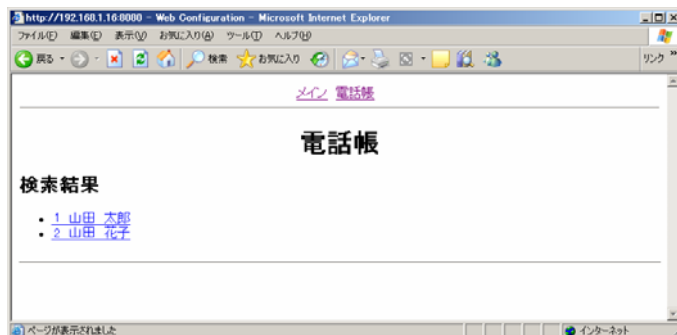 http://192.168.1.16:8080 - Web Configuration - Microsoft Internet Explorer
ファイル(F) 編集(E) 表示(V) お気に入り(A) ツール(T) ヘルプ(H)
戻る 検索 お気に入り リンク »
メイン 電話帳
電話帳
検索結果
• 1 山田 太郎
• 2 山田 花子
ページが表示されました インターネット